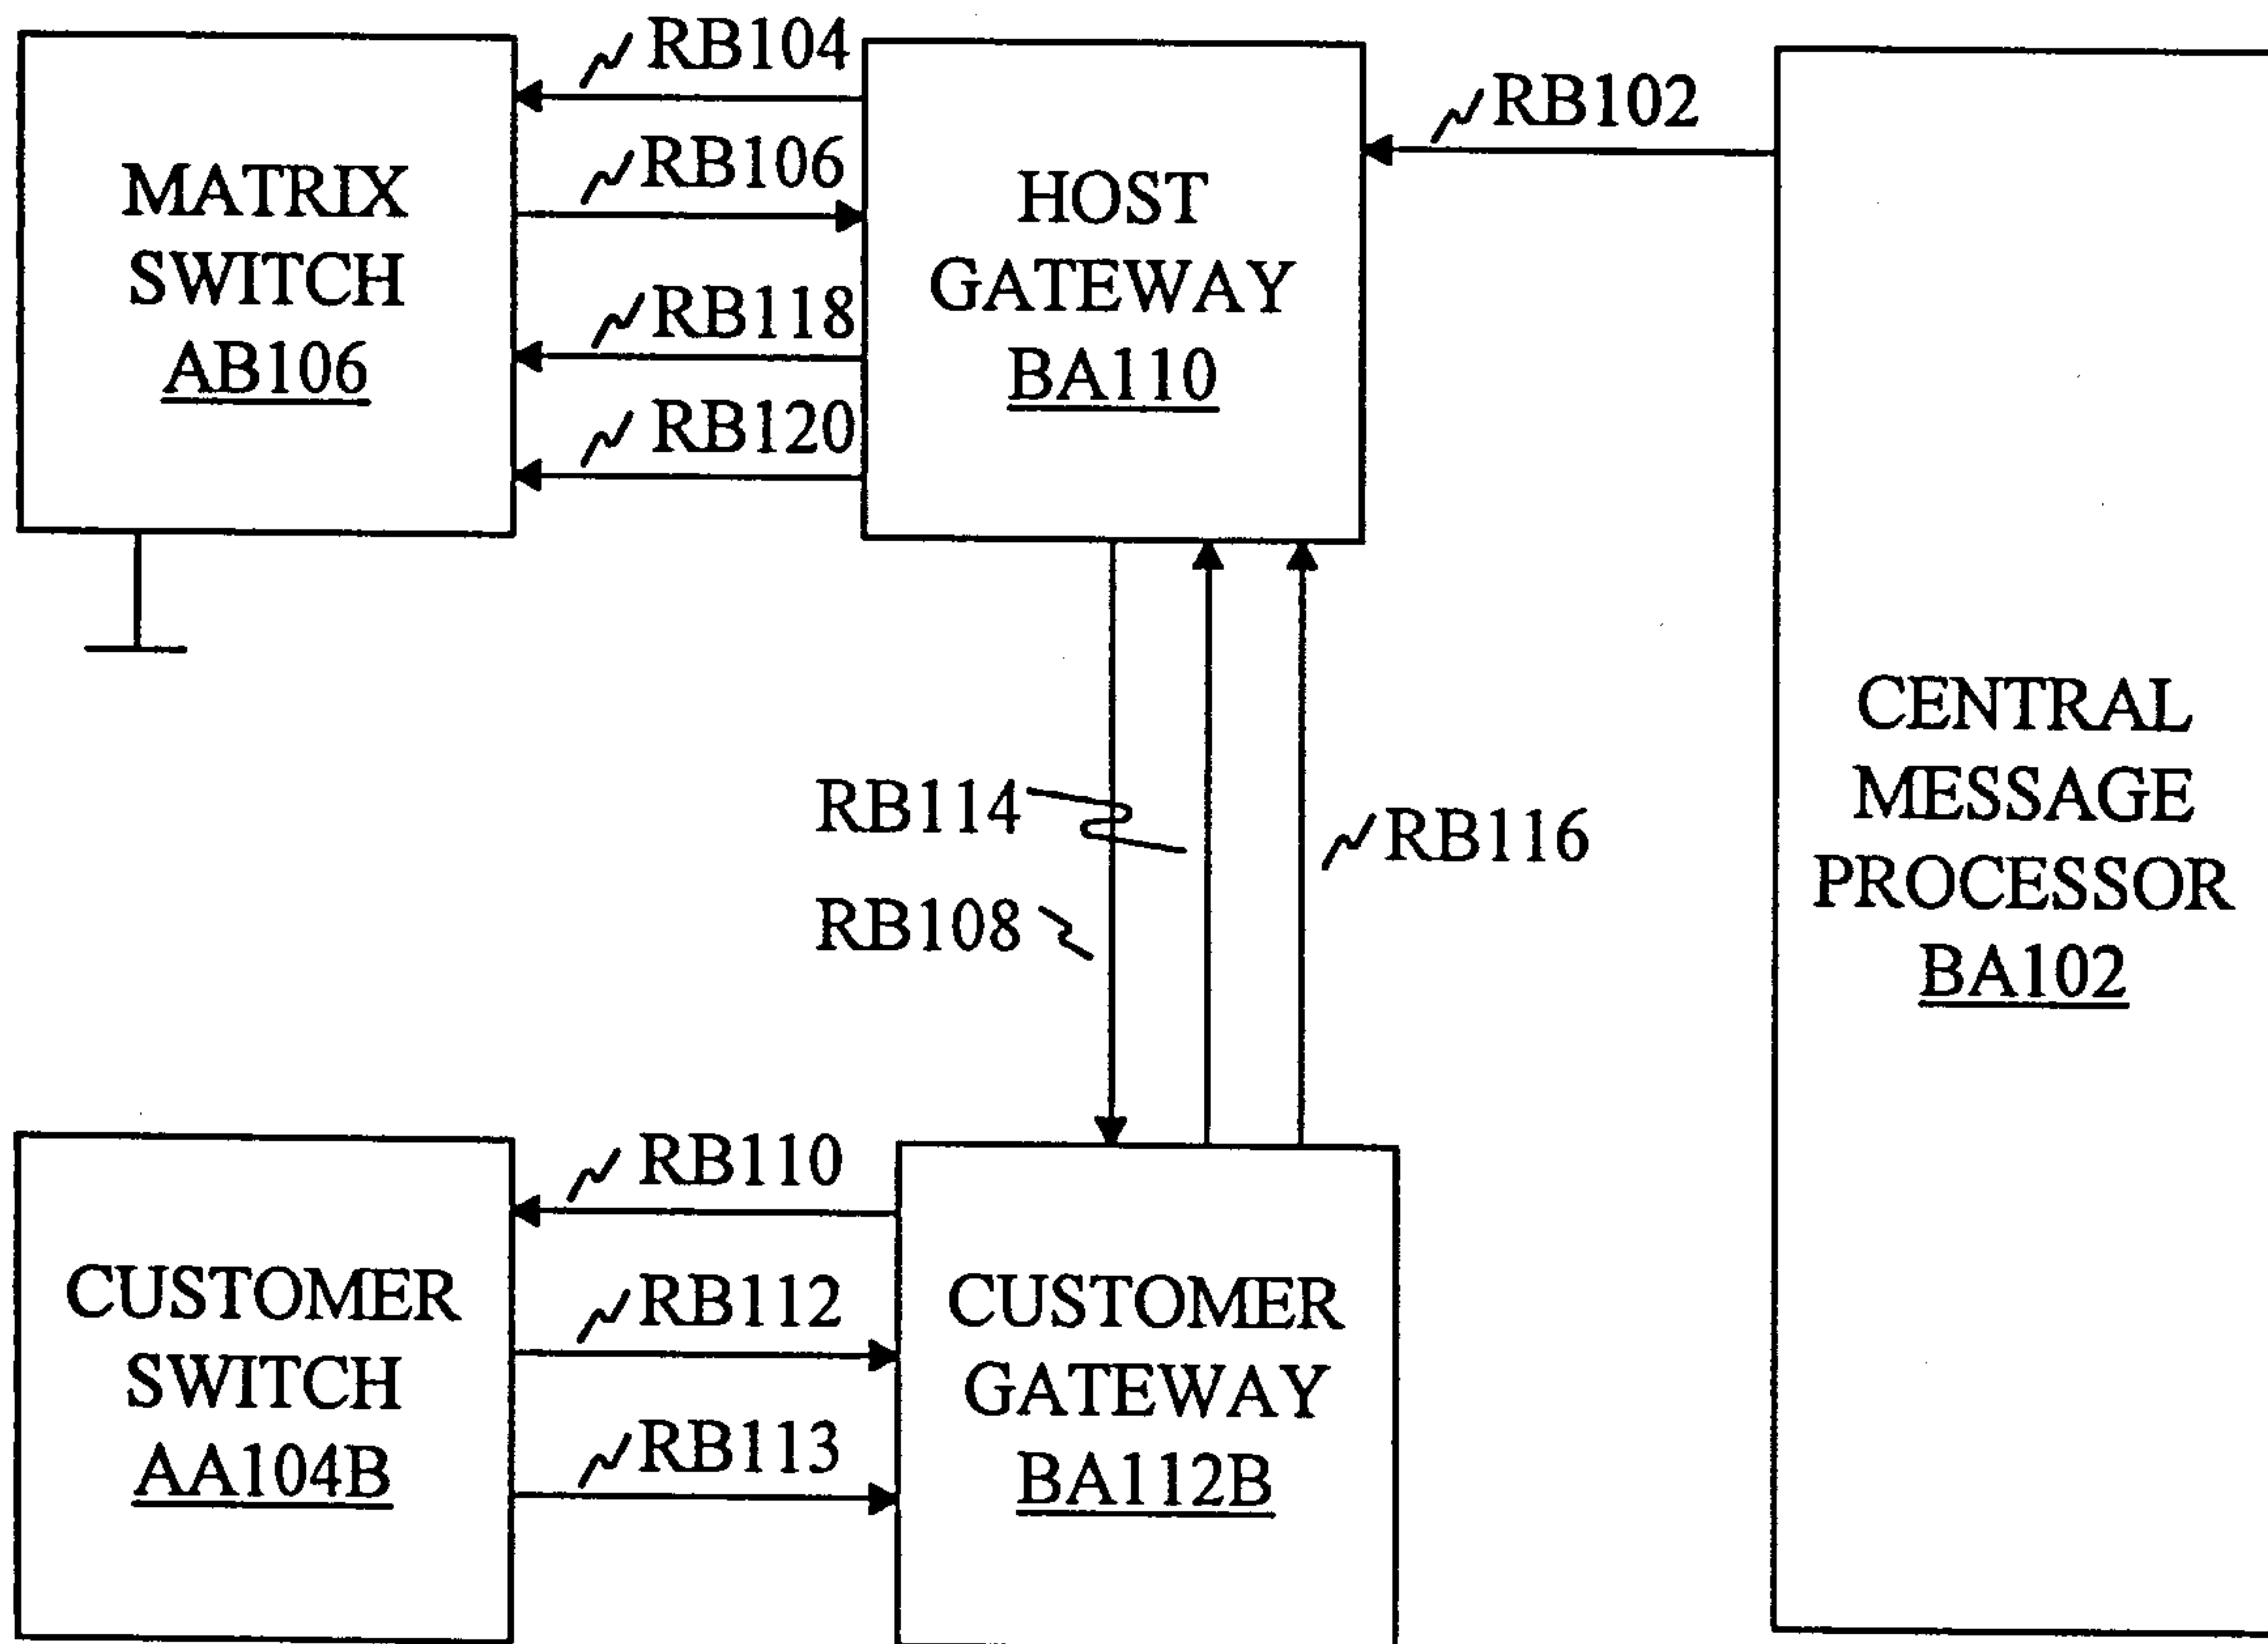 RB104
RB102
RB106
MATRIX
SWITCH
AB106
HOST
GATEWAY
BA110
RB118
RB120
CENTRAL
MESSAGE
PROCESSOR
BA102
RB114
RB116
RB108
RB110
CUSTOMER
SWITCH
AA104B
RB112
RB113
CUSTOMER
GATEWAY
BA112B